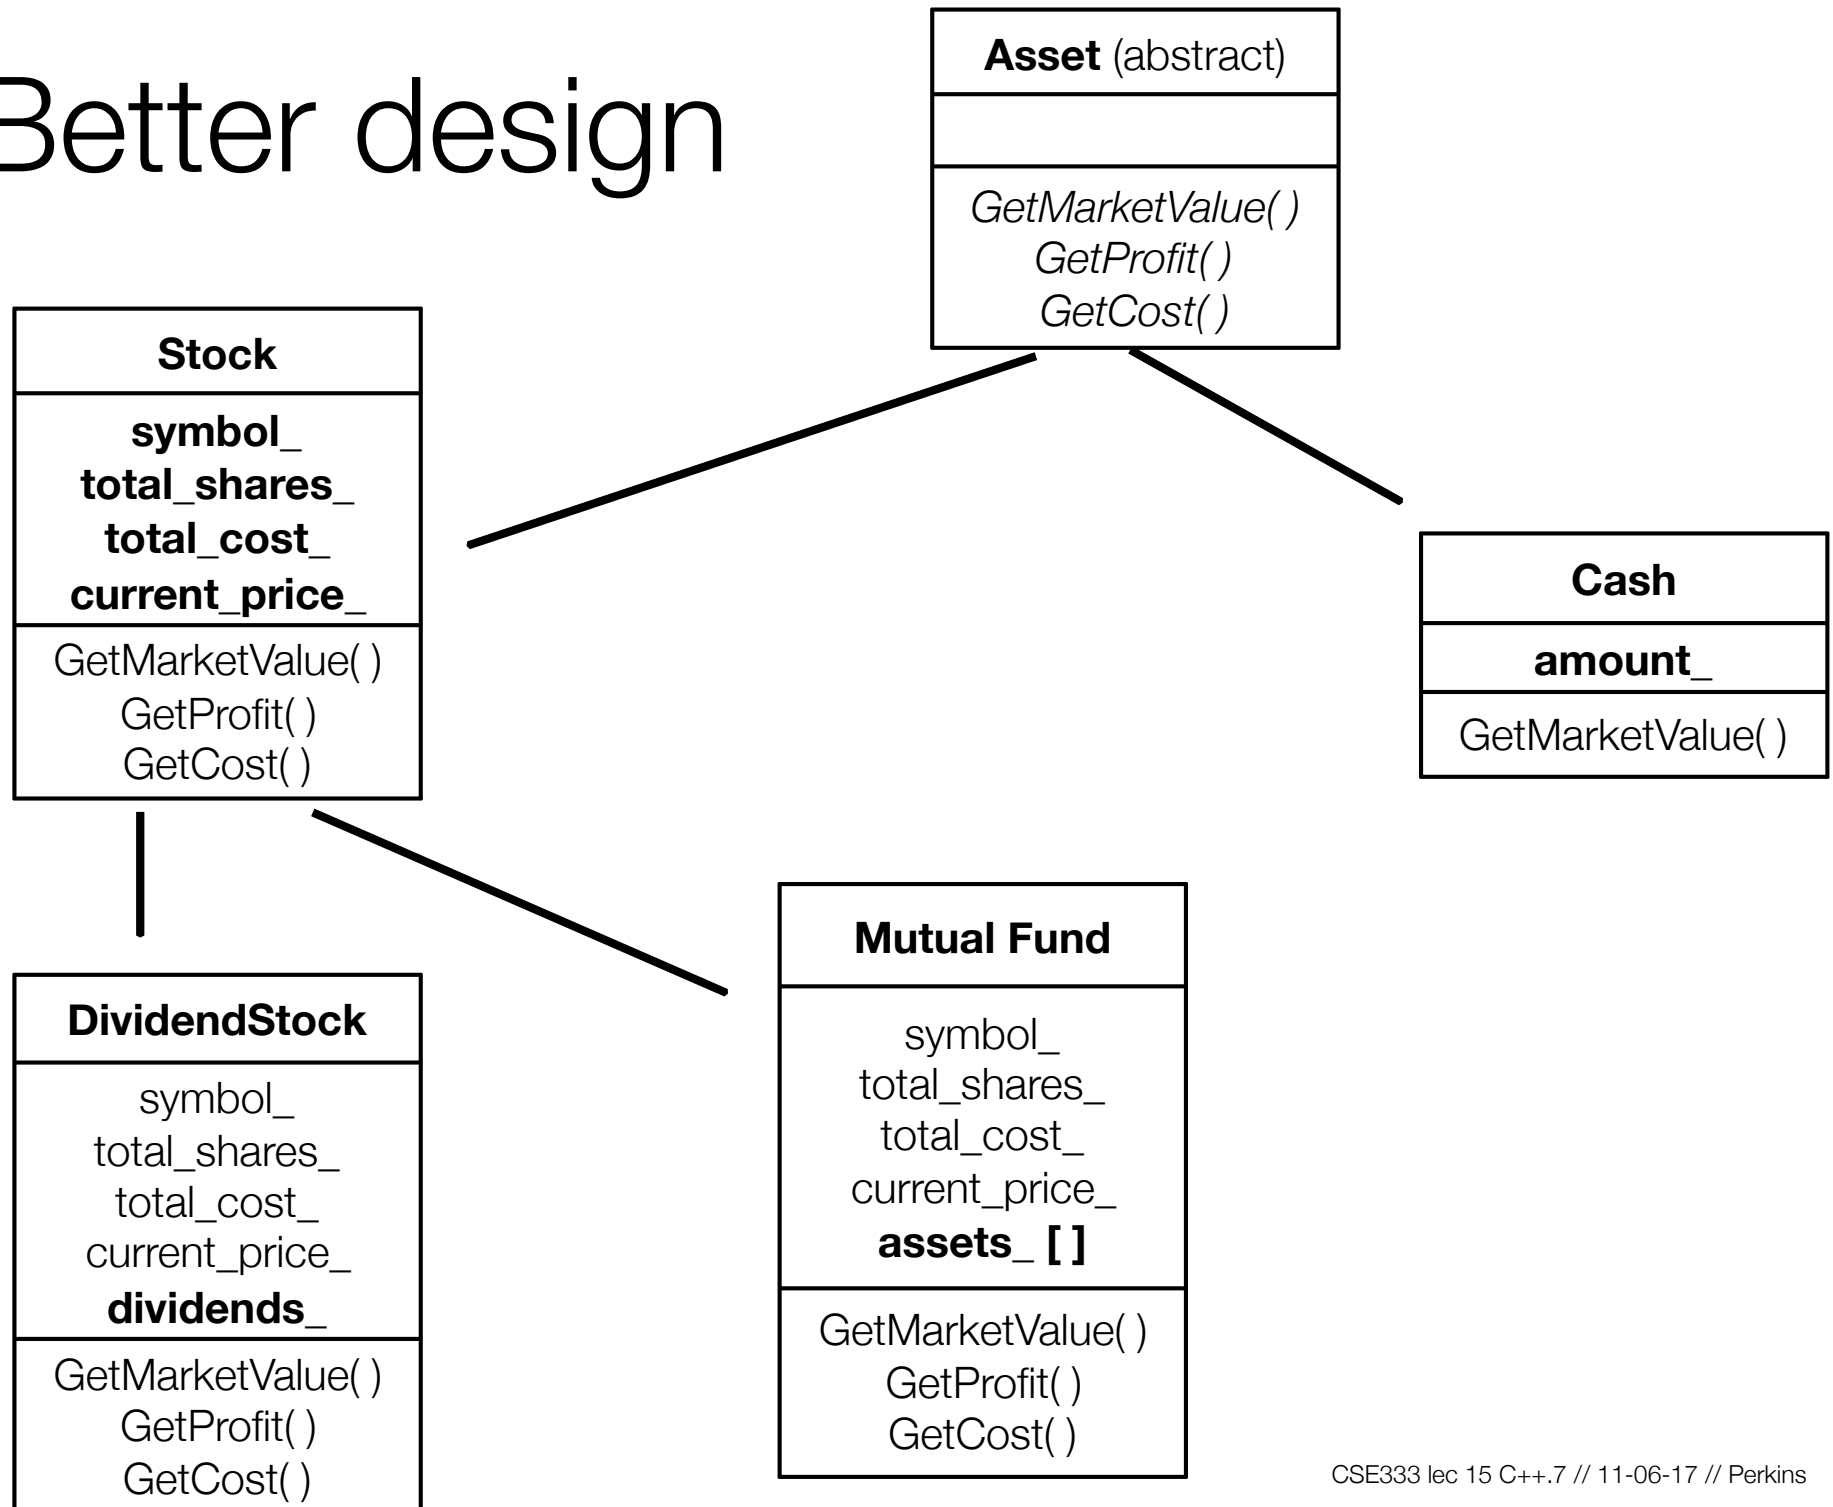 Better design
Asset (abstract)
GetMarketValue( )
GetProfit( )
GetCost( )
Stock
symbol_
total_shares_
total_cost_
current_price_
GetMarketValue( )
GetProfit( )
GetCost( )
Cash
amount_
GetMarketValue( )
DividendStock
symbol_
total_shares_
total_cost_
current_price_
dividends_
GetMarketValue( )
GetProfit( )
GetCost( )
Mutual Fund
symbol_
total_shares_
total_cost_
current_price_
assets_ [ ]
GetMarketValue( )
GetProfit( )
GetCost( )
CSE333 lec 15 C++.7 // 11-06-17 // Perkins